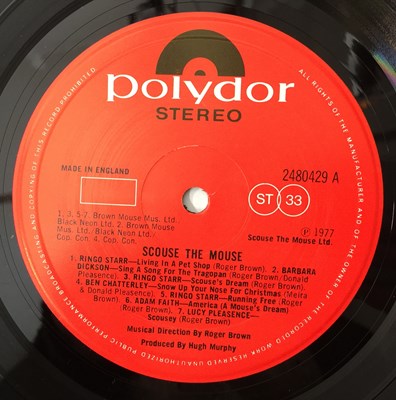 polydor
STEREO
MADE IN ENGLAND
2480429 A
ST 33
1, 3, 5-7. Brown Mouse Mus. Ltd.
Black Neon Ltd. 2. Brown Mouse
Mus. Ltd., Black Neon Ltd.,
Cop. Con. 4. Cop. Con.
℗ 1977
Scouse The Mouse Ltd.
SCOUSE THE MOUSE
1. RINGO STARR—Living In A Pet Shop (Roger Brown). 2. BARBARA
DICKSON—Sing A Song For The Tragopan (Roger Brown/Donald
Pleasence). 3. RINGO STARR—Scouse's Dream (Roger Brown).
4. BEN CHATTERLEY—Snow Up Your Nose For Christmas (Meira
& Donald Pleasence). 5. RINGO STARR—Running Free (Roger
Brown). 6. ADAM FAITH—America (A Mouse's Dream)
(Roger Brown). 7. LUCY PLEASENCE—
Scousey (Roger Brown)
Musical Direction By Roger Brown
Produced By Hugh Murphy
ALL RIGHTS OF THE MANUFACTURER AND OF THE OWNER OF THE RECORDED WORK RESERVED UNAUTHORISED PUBLIC PERFORMANCE BROADCASTING AND COPYING OF THIS RECORD PROHIBITED